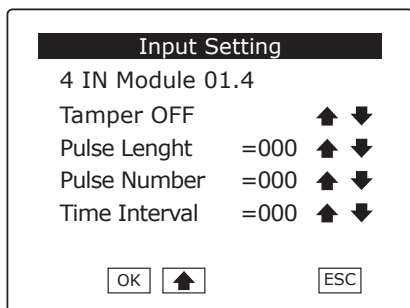 Input Setting
4 IN Module 01.4
Tamper OFF
Pulse Lenght =000
Pulse Number =000
Time Interval =000
OK ESC